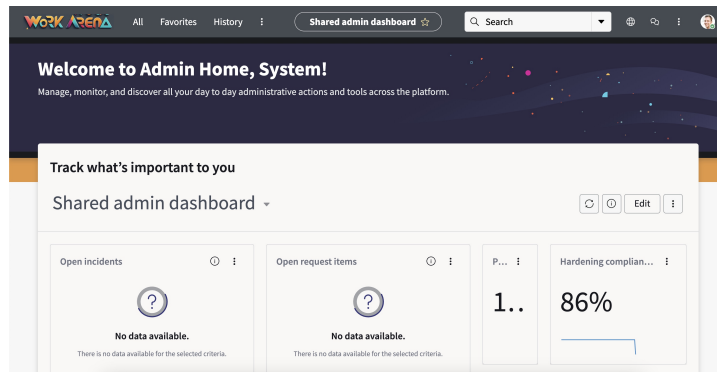 WORK ARENA
All Favorites History Shared admin dashboard Search
Welcome to Admin Home, System!
Manage, monitor, and discover all your day to day administrative actions and tools across the platform.
Track what's important to you
Shared admin dashboard
Edit
Open incidents
?
No data available.
There is no data available for the selected criteria.
Open request items
?
No data available.
There is no data available for the selected criteria.
P...
1..
Hardening complian...
86%